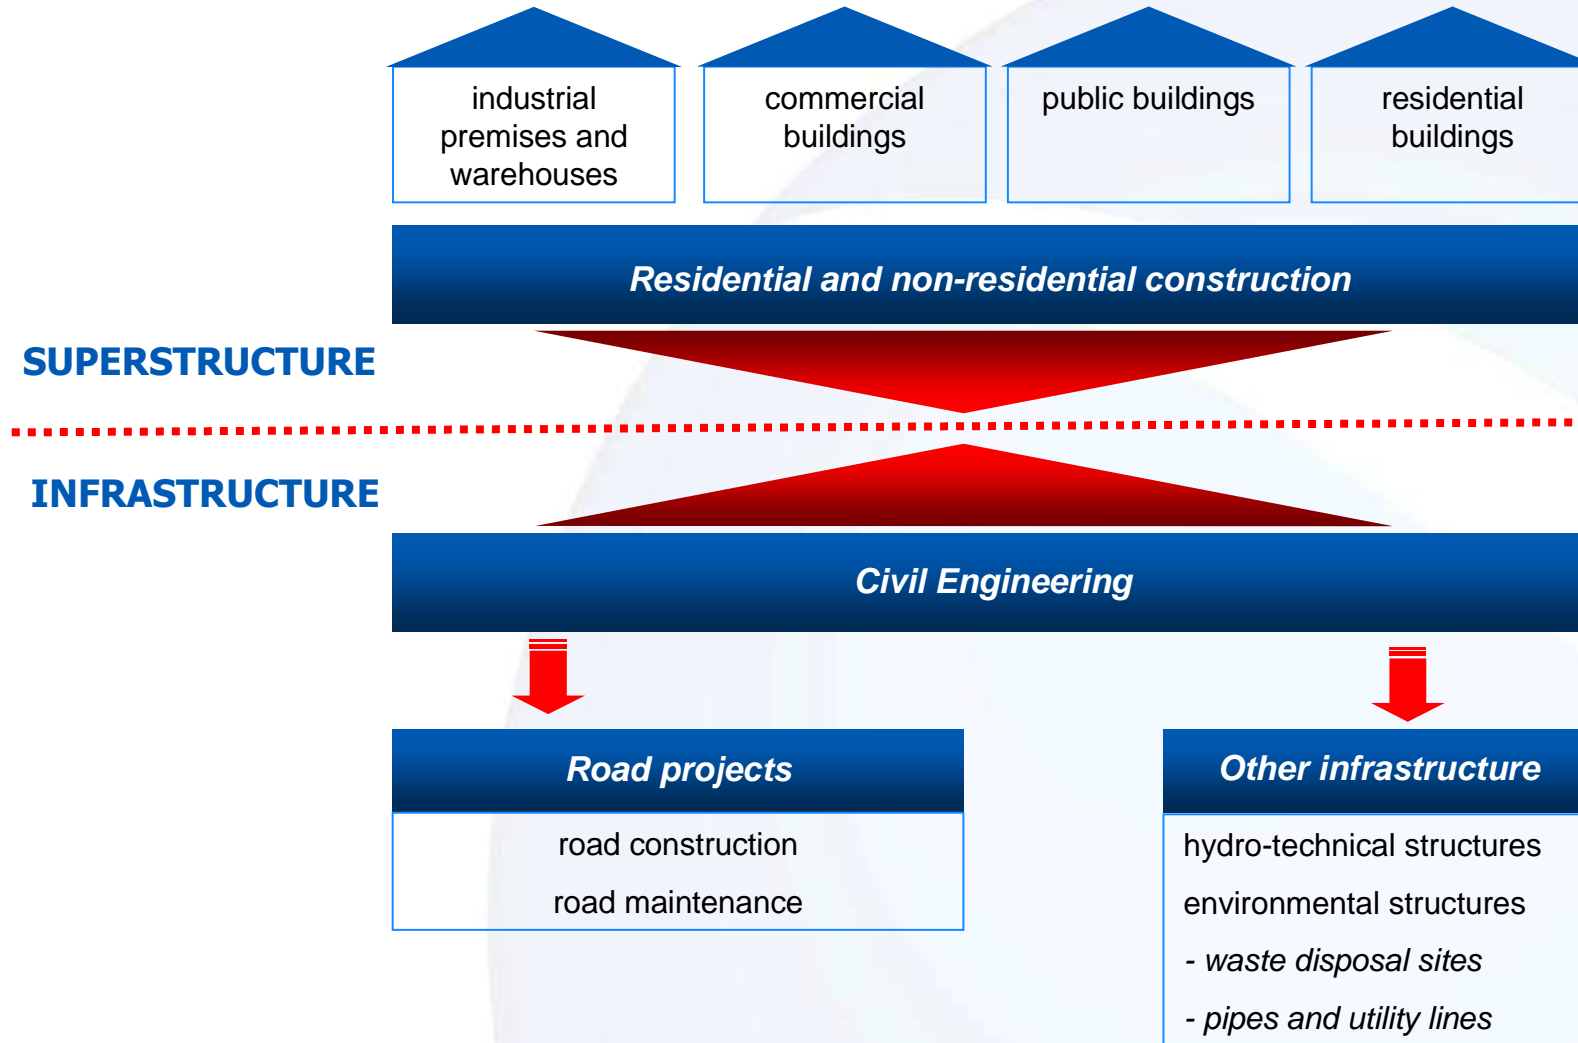 industrial
premises and
warehouses
commercial
buildings
public buildings
residential
buildings
Residential and non-residential construction
SUPERSTRUCTURE
INFRASTRUCTURE
Civil Engineering
Road projects
road construction
road maintenance
Other infrastructure
hydro-technical structures
environmental structures
- waste disposal sites
- pipes and utility lines